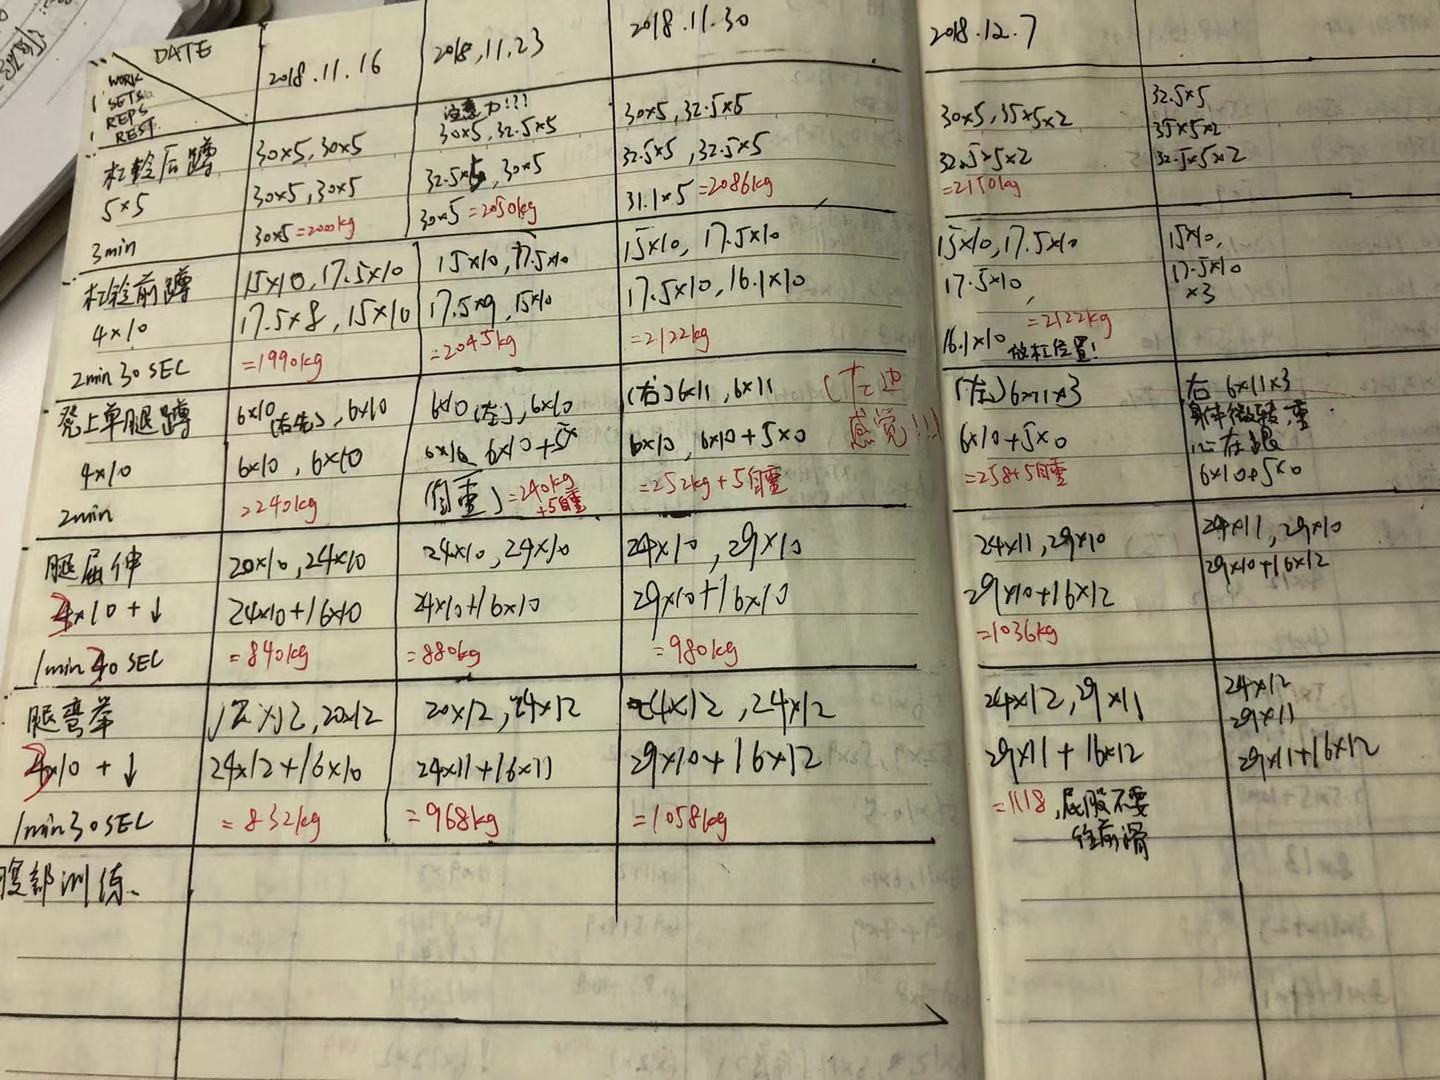 DATE
WORK
SETS
REPS
REST
2018.11.16
2018.11.23
2018.11.30
2018.12.7
杠铃后蹲
5×5
3min
30×5, 30×5
30×5, 30×5
30×5 =2000kg
注意力!!!
30×5, 32.5×5
32.5×5, 30×5
30×5 =2050kg
30×5, 32.5×5
32.5×5, 32.5×5
31.1×5 =2086kg
30×5, 35×5×2
32.5×5×2
=2150kg
32.5×5
35×5×2
32.5×5×2
杠铃前蹲
4×10
2min 30SEC
15×10, 17.5×10
17.5×8, 15×10
=1990kg
15×10, 17.5×10
17.5×9, 15×10
=2045kg
15×10, 17.5×10
17.5×10, 16.1×10
=2122kg
15×10, 17.5×10
17.5×10,
=2122kg
16.1×10 放杠位置!
15×10,
17.5×10
×3
凳上单腿蹲
4×10
2min
6×10 (右先), 6×10
6×10, 6×10
=240kg
6×10 (左), 6×10
6×10, 6×10+5×
(自重) =240kg
+5自重
(右) 6×11, 6×11
6×10, 6×10+5×0
=252kg+5自重
(左边
感觉!!!)
(左) 6×11×3
6×10+5×0
=258+5自重
右 6×11×3
身体微转, 重
心在跟
6×10+5×0
腿屈伸
3×10+↓
1min 30SEC
20×10, 24×10
24×10+16×10
=840kg
24×10, 24×10
24×10+16×10
=880kg
24×10, 29×10
29×10+16×10
=980kg
24×11, 29×10
29×10+16×12
=1036kg
24×11, 29×10
29×10+16×12
腿弯举
3×10+↓
1min30SEC
12×12, 20×12
24×12+16×10
=832kg
20×12, 24×12
24×11+16×11
=968kg
24×12, 24×12
29×10+16×12
=1058kg
24×12, 29×11
29×11+16×12
=1118, 屁股不要
往前滑
24×12
29×11
29×11+16×12
腹部训练